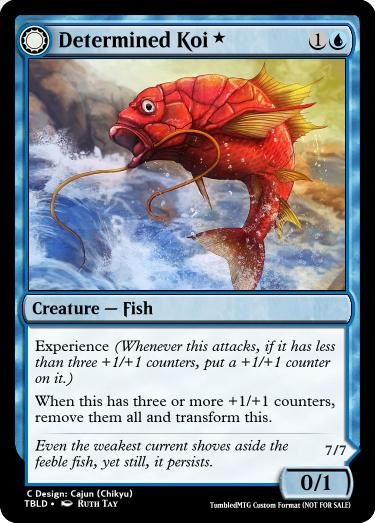 Determined Koi ★ 1
Creature — Fish
Experience (Whenever this attacks, if it has less
than three +1/+1 counters, put a +1/+1 counter
on it.)
When this has three or more +1/+1 counters,
remove them all and transform this.
Even the weakest current shoves aside the
feeble fish, yet still, it persists.
7/7
0/1
C Design: Cajun (Chikyu)
TBLD • Ruth Tay
TumbledMTG Custom Format (NOT FOR SALE)